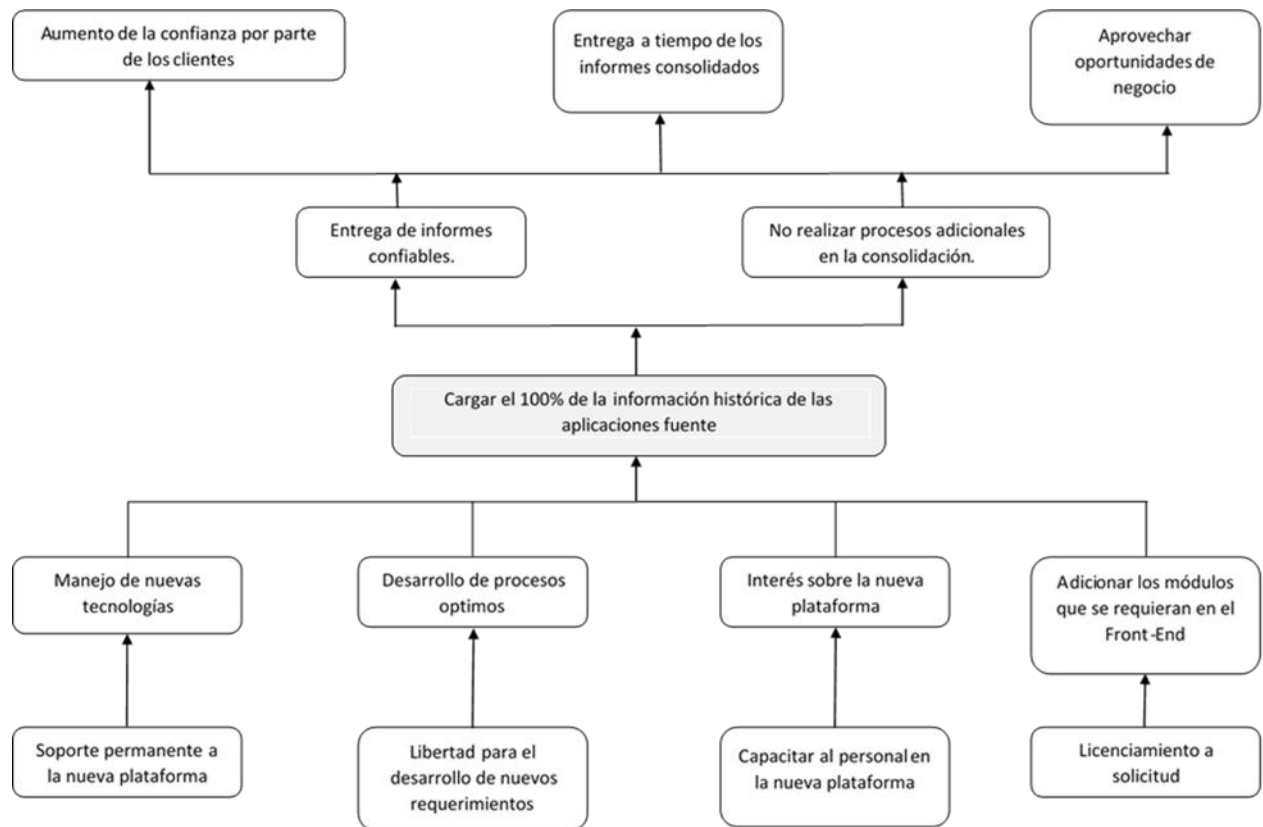 Aumento de la confianza por parte
de los clientes
Entrega a tiempo de los
informes consolidados
Aprovechar
oportunidades de
negocio
Entrega de informes
confiables.
No realizar procesos adicionales
en la consolidación.
Cargar el 100% de la información histórica de las
aplicaciones fuente
Manejo de nuevas
tecnologías
Desarrollo de procesos
optimos
Interés sobre la nueva
plataforma
Adicionar los módulos
que se requieran en el
Front-End
Soporte permanente a
la nueva plataforma
Libertad para el
desarrollo de nuevos
requerimientos
Capacitar al personal en
la nueva plataforma
Licenciamiento a
solicitud